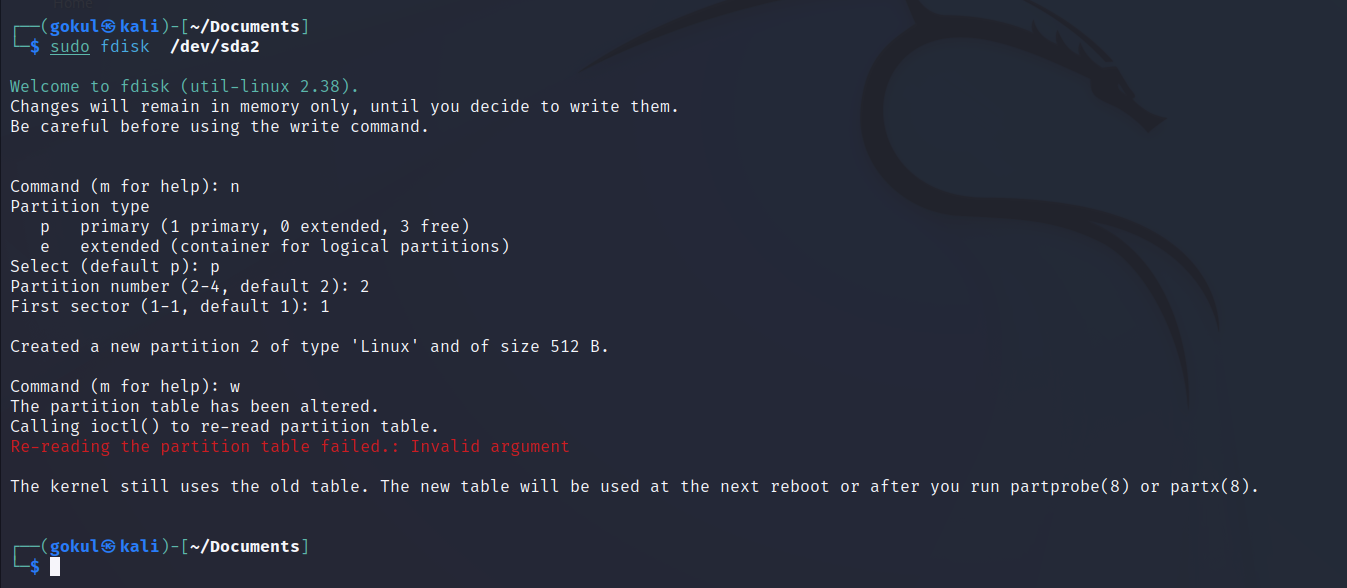 Home
┌──(gokul㉿kali)-[~/Documents]
└─$ sudo fdisk  /dev/sda2
Welcome to fdisk (util-linux 2.38).
Changes will remain in memory only, until you decide to write them.
Be careful before using the write command.
Command (m for help): n
Partition type
   p   primary (1 primary, 0 extended, 3 free)
   e   extended (container for logical partitions)
Select (default p): p
Partition number (2-4, default 2): 2
First sector (1-1, default 1): 1
Created a new partition 2 of type 'Linux' and of size 512 B.
Command (m for help): w
The partition table has been altered.
Calling ioctl() to re-read partition table.
Re-reading the partition table failed.: Invalid argument
The kernel still uses the old table. The new table will be used at the next reboot or after you run partprobe(8) or partx(8).
┌──(gokul㉿kali)-[~/Documents]
└─$